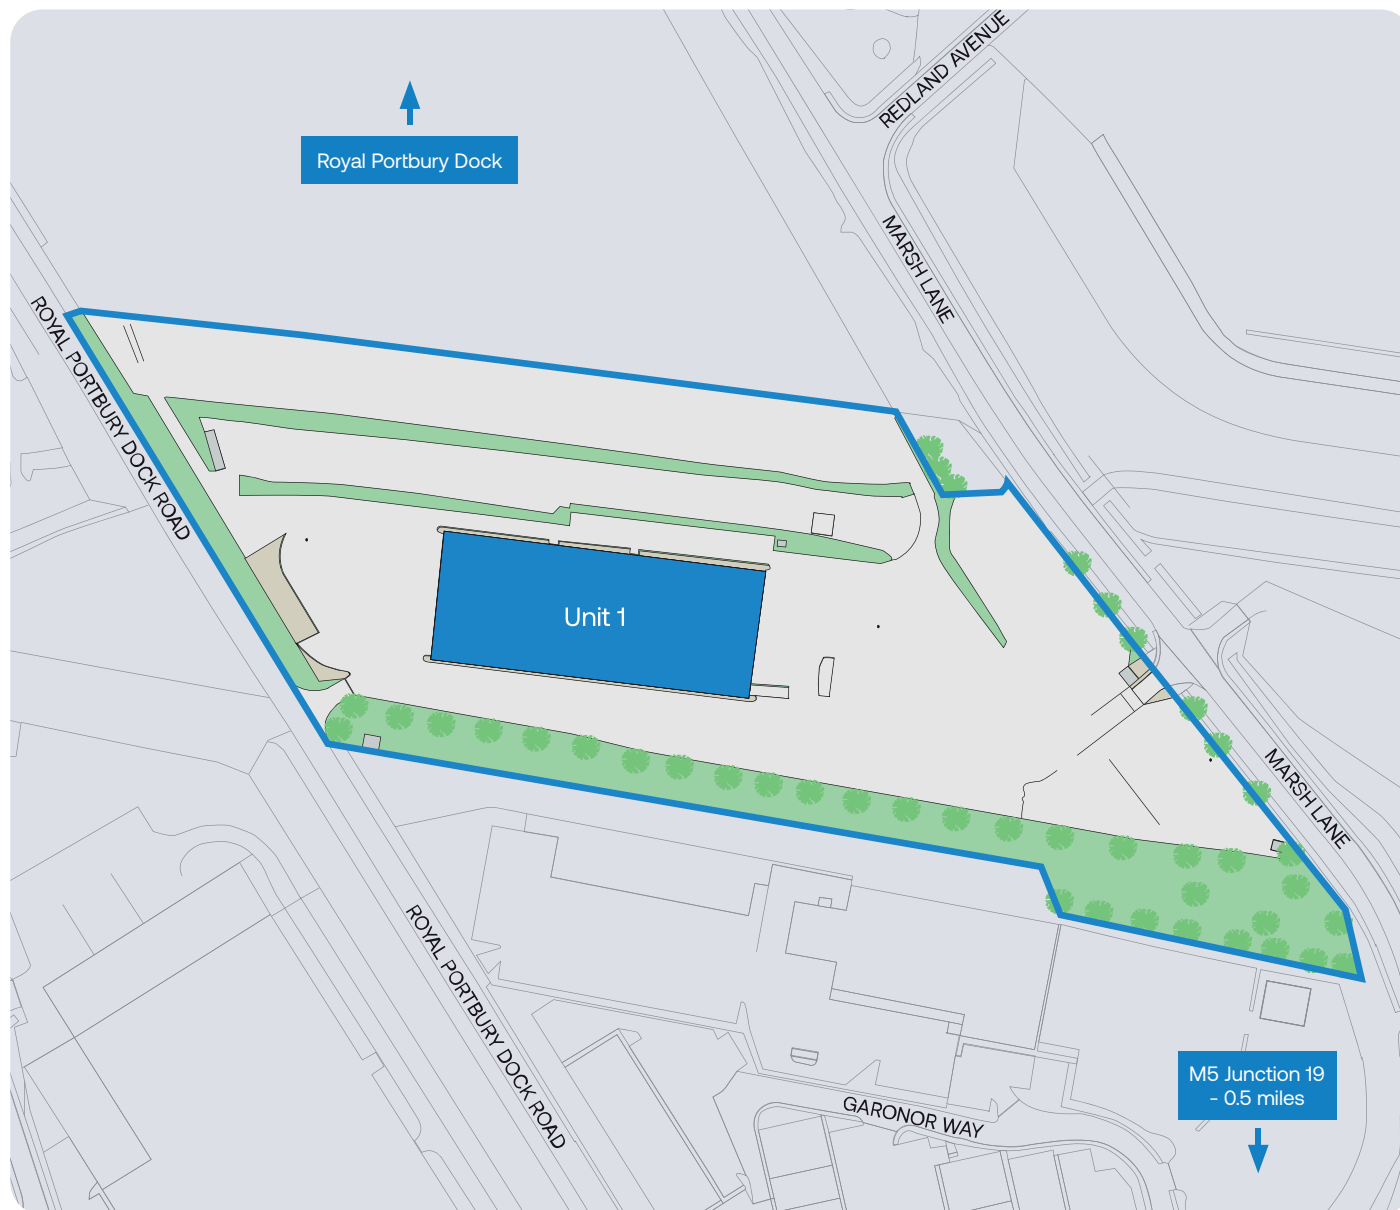 REDLAND AVENUE
Royal Portbury Dock
MARSH LANE
ROYAL PORTBURY DOCK ROAD
Unit 1
MARSH LANE
ROYAL PORTBURY DOCK ROAD
M5 Junction 19
- 0.5 miles
GARONOR WAY